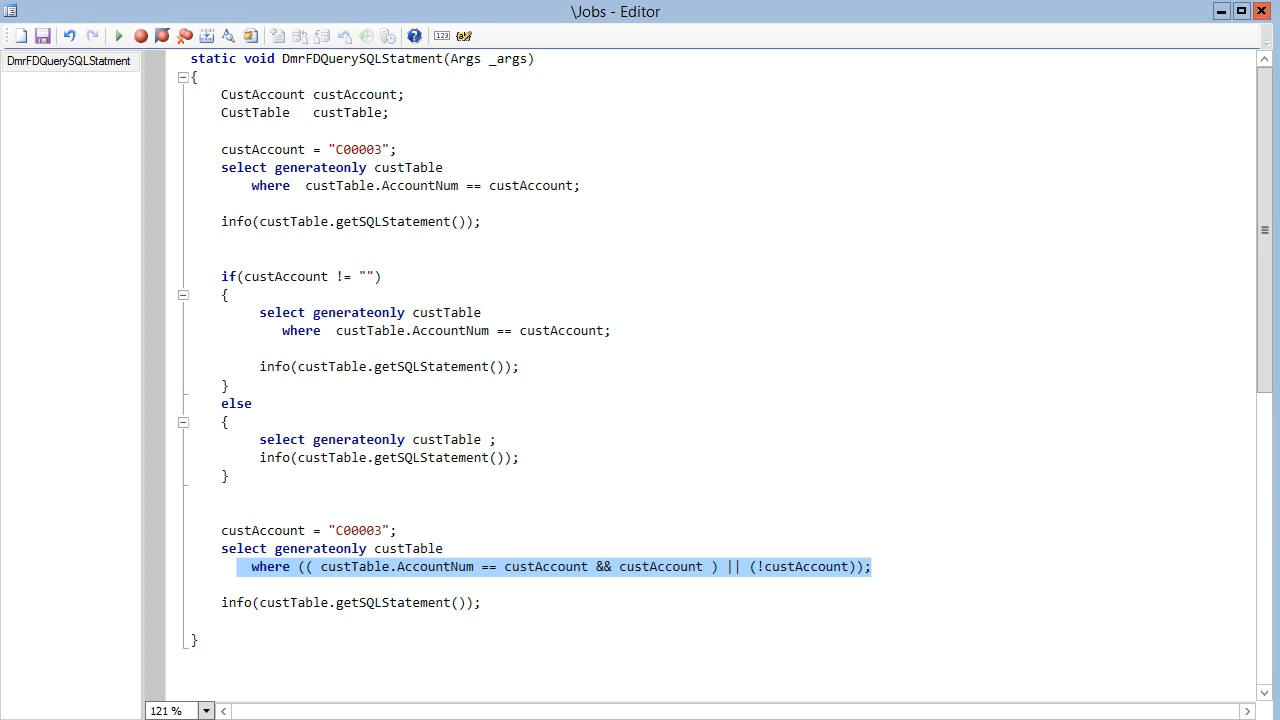 \Jobs - Editor
DmrFDQuerySQLStatment
static void DmrFDQuerySQLStatment(Args _args)
{
CustAccount custAccount;
CustTable   custTable;
custAccount = "C00003";
select generateonly custTable
where  custTable.AccountNum == custAccount;
info(custTable.getSQLStatement());
if(custAccount != "")
{
select generateonly custTable
where  custTable.AccountNum == custAccount;
info(custTable.getSQLStatement());
}
else
{
select generateonly custTable ;
info(custTable.getSQLStatement());
}
custAccount = "C00003";
select generateonly custTable
where (( custTable.AccountNum == custAccount && custAccount ) || (!custAccount));
info(custTable.getSQLStatement());
}
121 %